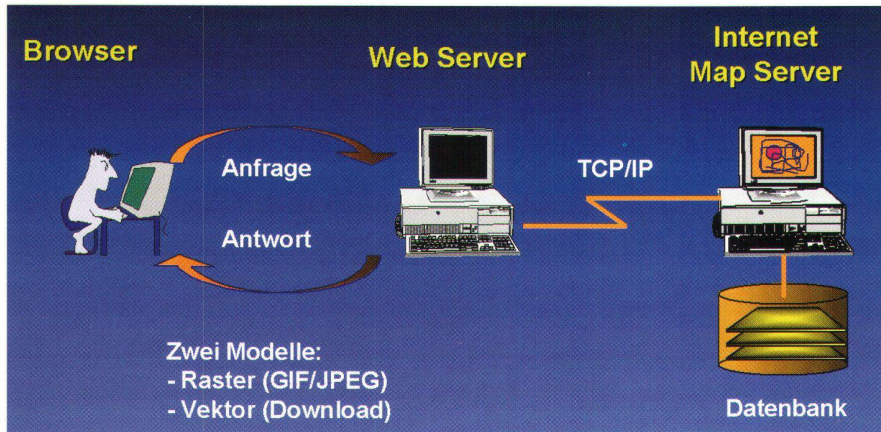 Browser
Web Server
Internet
Map Server
Anfrage
TCP/IP
Antwort
Zwei Modelle:
- Raster (GIF/JPEG)
- Vektor (Download)
Datenbank